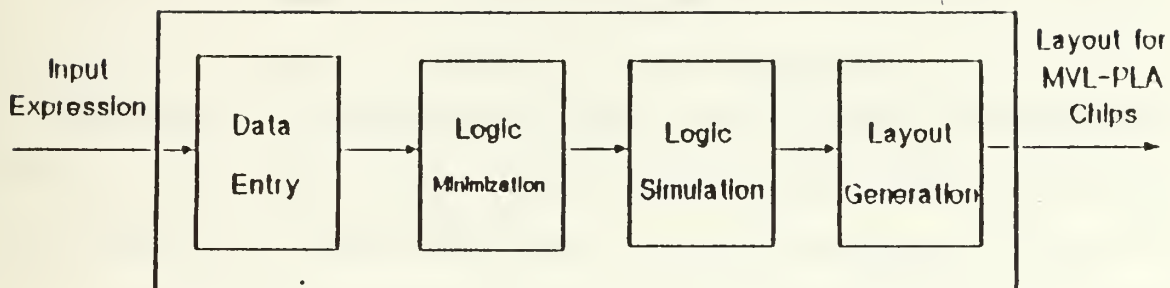 Input
Expression
Data
Entry
Logic
Minimization
Logic
Simulation
Layout
Generation
Layout for
MVL-PLA
Chips